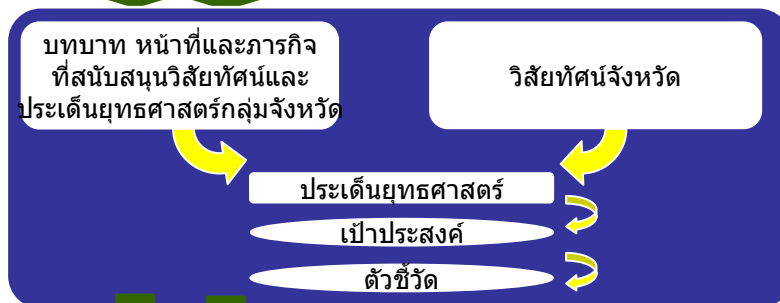 บทบาท หน้าที่และภารกิจ
ที่สนับสนุนวิสัยทัศน์และ
ประเด็นยุทธศาสตร์กลุ่มจังหวัด
วิสัยทัศน์จังหวัด
ประเด็นยุทธศาสตร์
เป้าประสงค์
ตัวชี้วัด